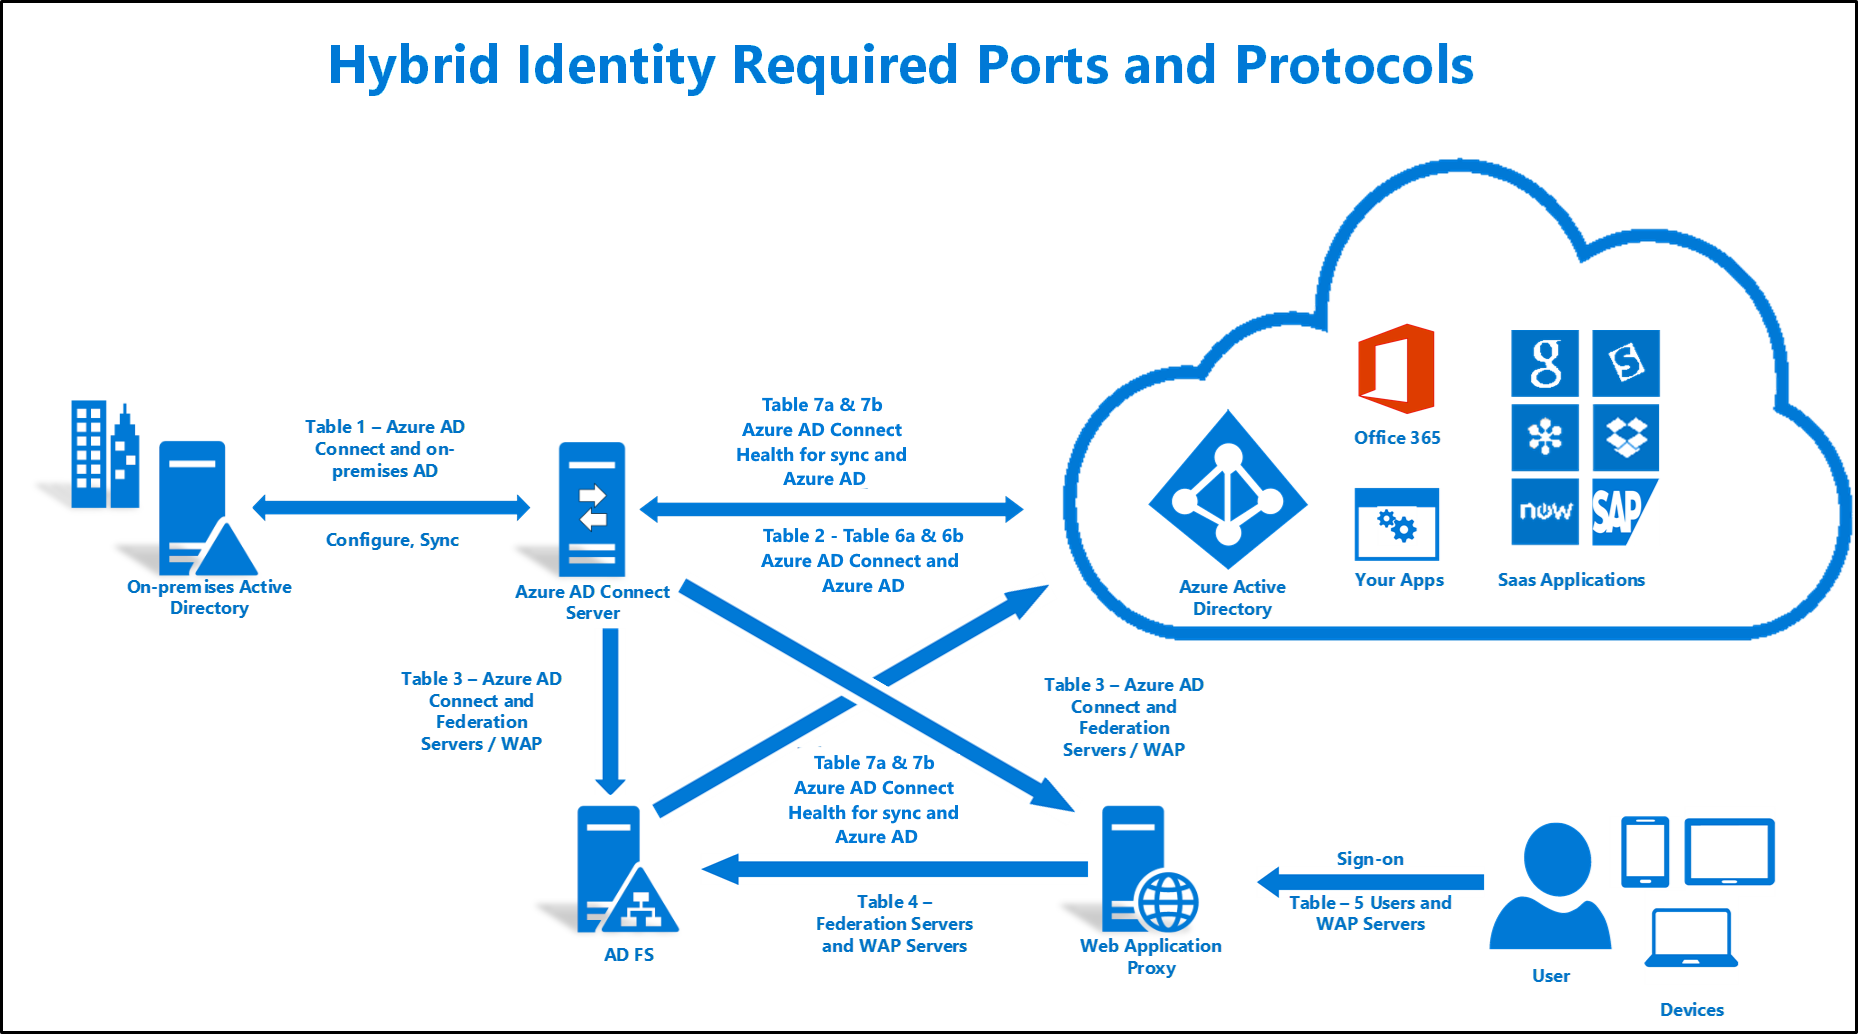 Hybrid Identity Required Ports and Protocols
Table 1 – Azure AD
Connect and on-
premises AD
Configure, Sync
On-premises Active
Directory
Azure AD Connect
Server
Table 7a & 7b
Azure AD Connect
Health for sync and
Azure AD
Table 2 - Table 6a & 6b
Azure AD Connect and
Azure AD
Azure Active
Directory
Office 365
Your Apps
g
S
now
SAP
Saas Applications
Table 3 – Azure AD
Connect and
Federation
Servers / WAP
Table 3 – Azure AD
Connect and
Federation
Servers / WAP
Table 7a & 7b
Azure AD Connect
Health for sync and
Azure AD
Table 4 –
Federation Servers
and WAP Servers
AD FS
Web Application
Proxy
Sign-on
Table – 5 Users and
WAP Servers
User
Devices